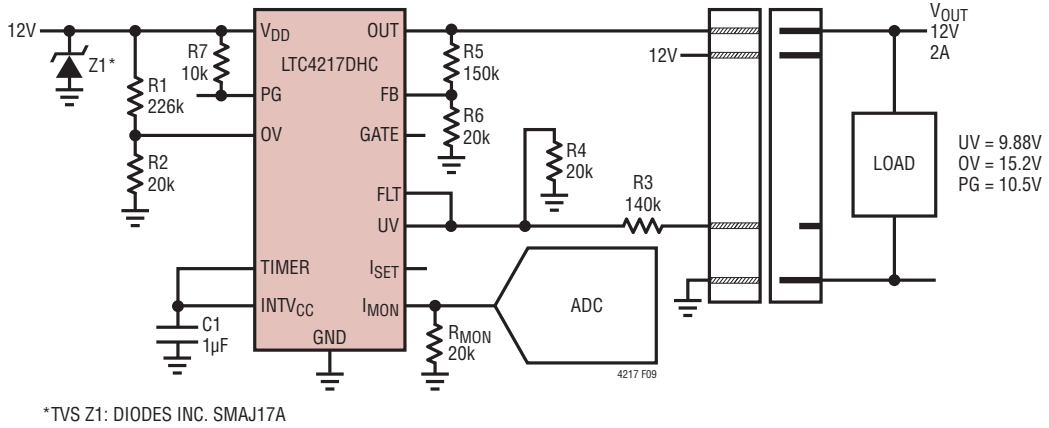 12V
Z1*
R1
226k
R2
20k
R7
10k
V_DD
PG
OV
TIMER
INTV_CC
LTC4217DHC
OUT
FB
GATE
FLT
UV
I_SET
I_MON
GND
C1
1µF
R5
150k
R6
20k
R4
20k
R3
140k
R_MON
20k
ADC
12V
V_OUT
12V
2A
LOAD
UV = 9.88V
OV = 15.2V
PG = 10.5V
4217 F09
*TVS Z1: DIODES INC. SMAJ17A